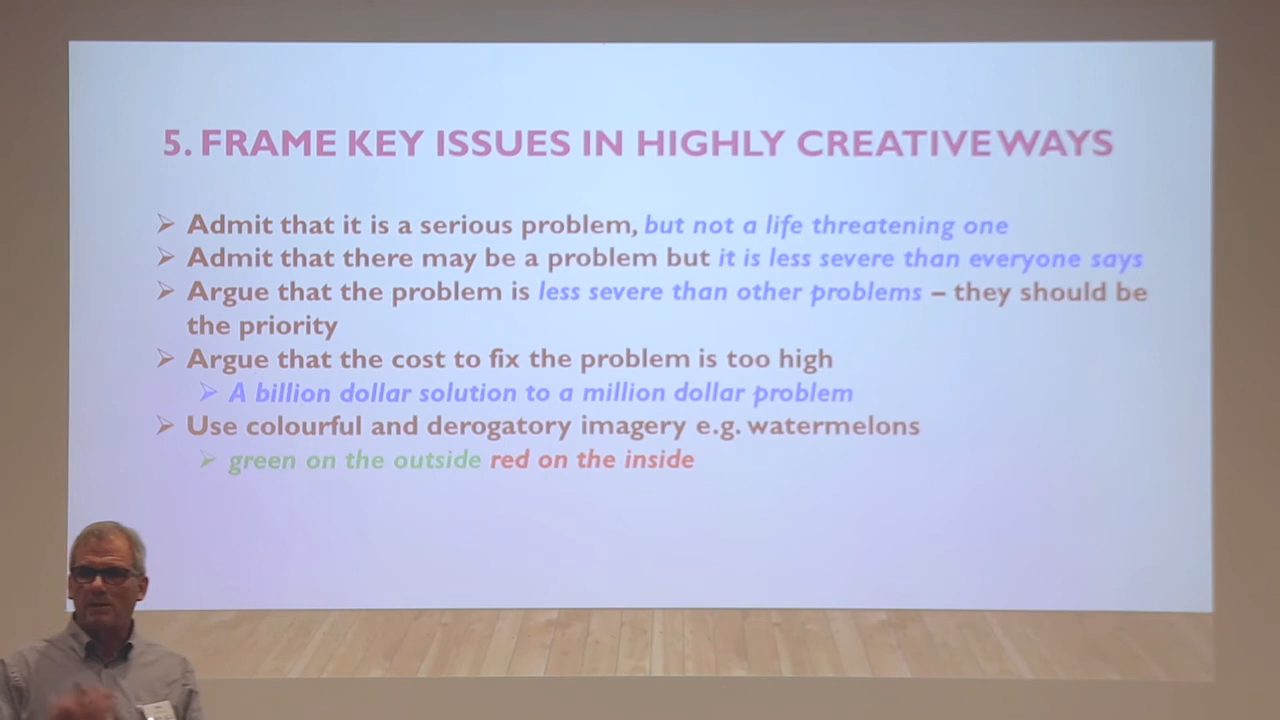 5. FRAME KEY ISSUES IN HIGHLY CREATIVE WAYS
➢ Admit that it is a serious problem, but not a life threatening one
➢ Admit that there may be a problem but it is less severe than everyone says
➢ Argue that the problem is less severe than other problems – they should be
the priority
➢ Argue that the cost to fix the problem is too high
➢ A billion dollar solution to a million dollar problem
➢ Use colourful and derogatory imagery e.g. watermelons
➢ green on the outside red on the inside